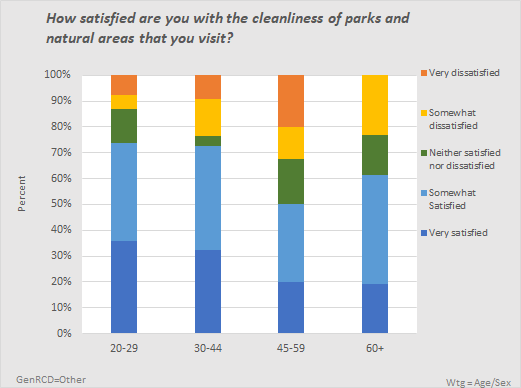 How satisfied are you with the cleanliness of parks and
natural areas that you visit?
100%
90%
80%
70%
60%
50%
40%
30%
20%
10%
0%
Percent
20-29
30-44
45-59
60+
Very dissatisfied
Somewhat
dissatisfied
Neither satisfied
nor dissatisfied
Somewhat
Satisfied
Very satisfied
GenRCD=Other
Wtg = Age/Sex